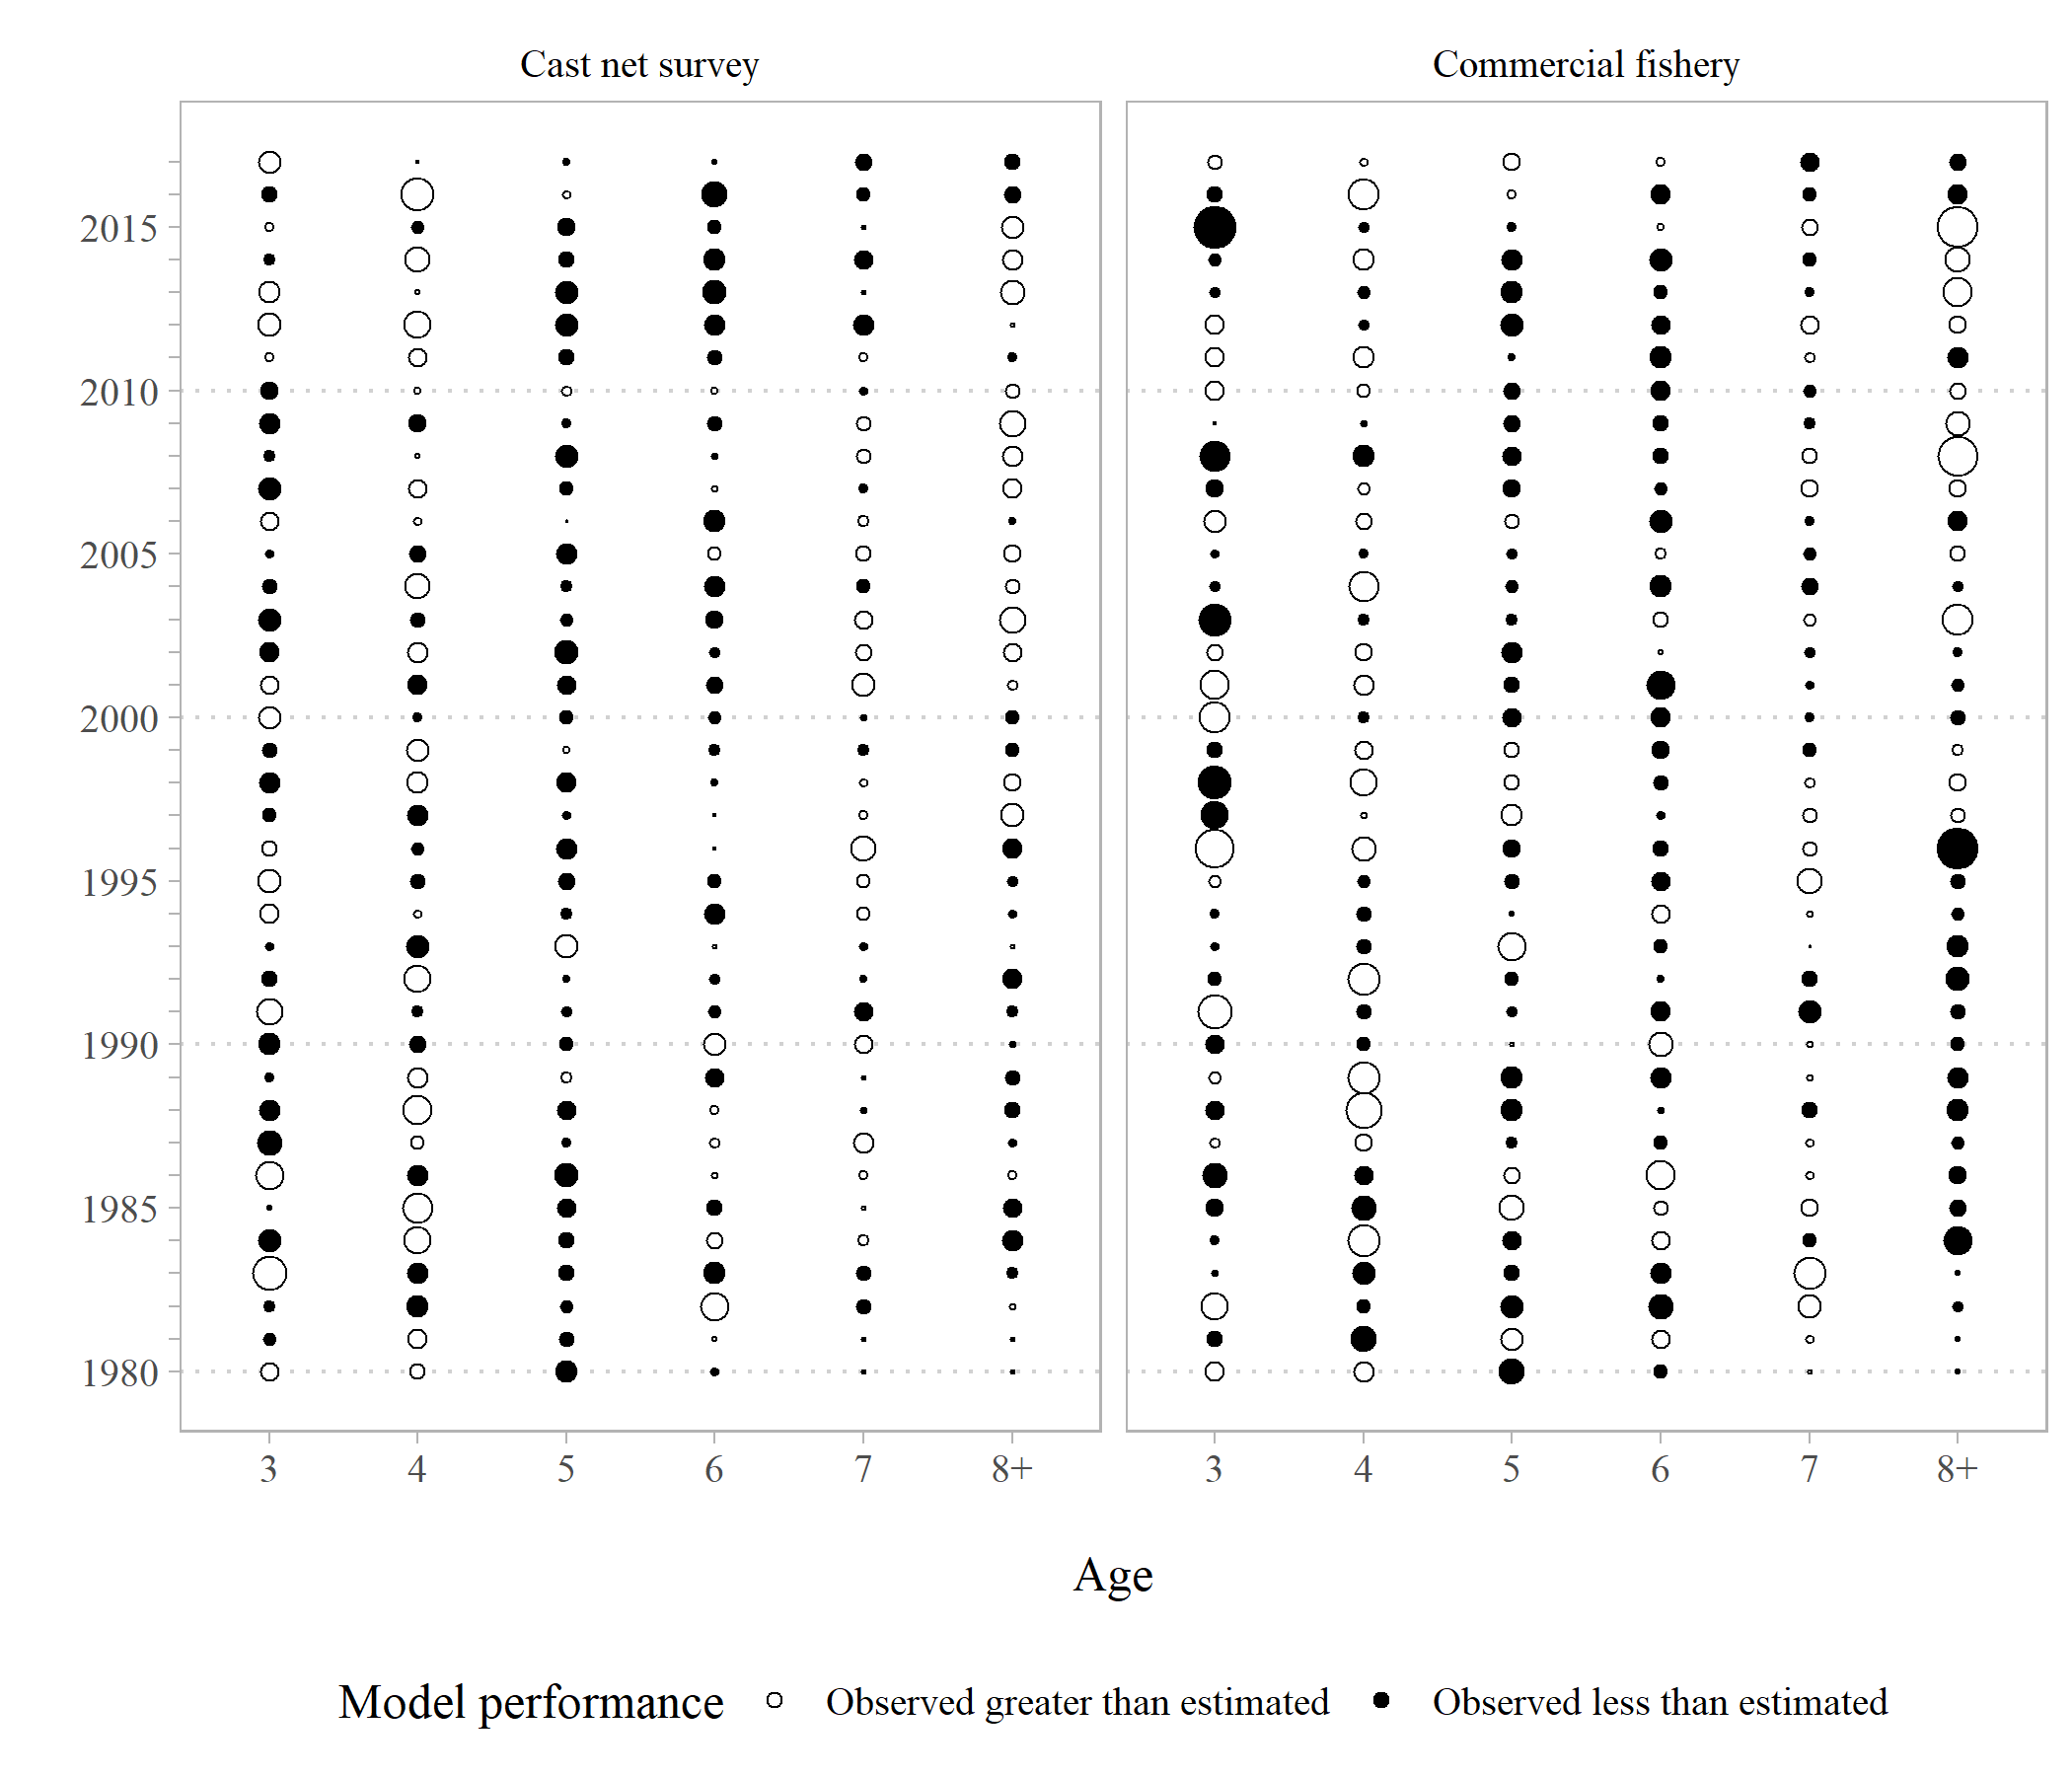 Cast net survey Commercial fishery
2015
2010
2005
2000
1995
1990
1985
1980
3 4 5 6 7 8+ 3 4 5 6 7 8+
Age
Model performance Observed greater than estimated Observed less than estimated